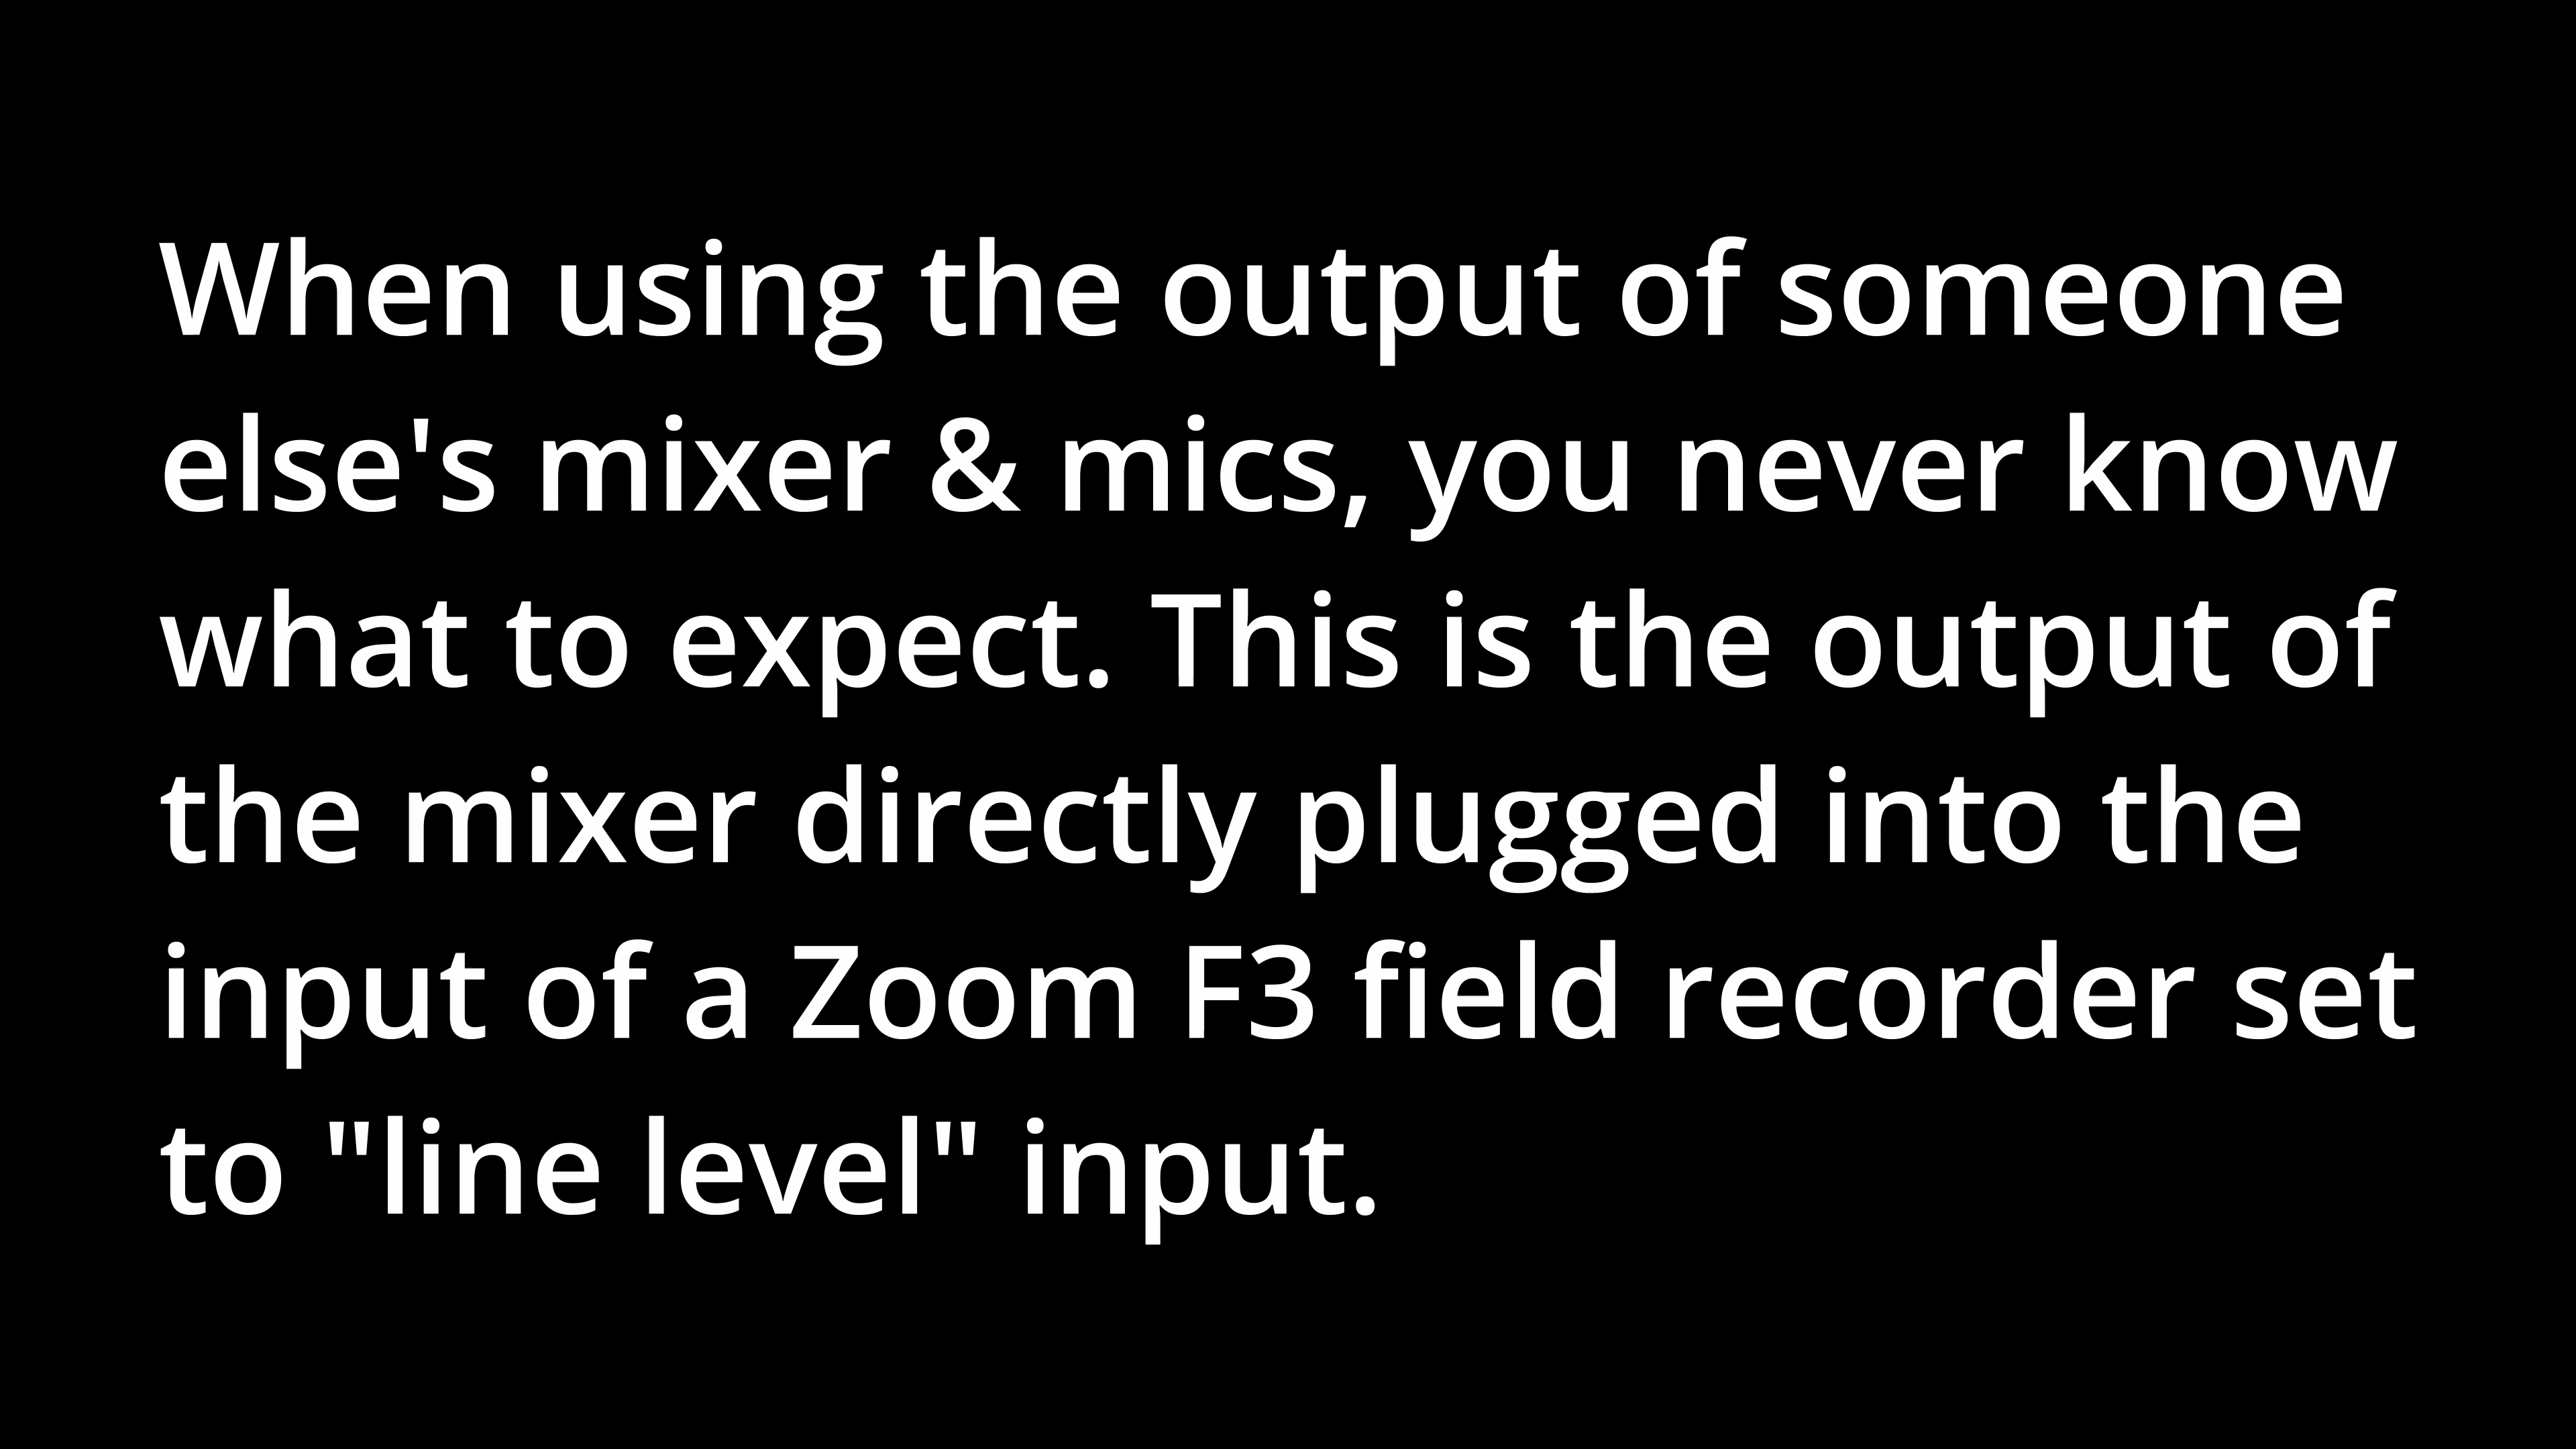 When using the output of someone
else's mixer & mics, you never know
what to expect. This is the output of
the mixer directly plugged into the
input of a Zoom F3 field recorder set
to "line level" input.